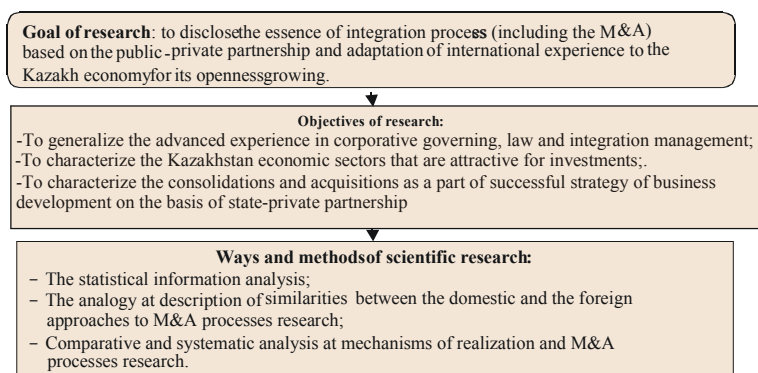 Goal of research: to disclosethe essence of integration process (including the M&A)
based on the public-private partnership and adaptation of international experience to the
Kazakh economyfor its opennessgrowing.
Objectives of research:
-To generalize the advanced experience in corporative governing, law and integration management;
-To characterize the Kazakhstan economic sectors that are attractive for investments;.
-To characterize the consolidations and acquisitions as a part of successful strategy of business
development on the basis of state-private partnership
Ways and methodsof scientific research:
– The statistical information analysis;
– The analogy at description of similarities between the domestic and the foreign
approaches to M&A processes research;
– Comparative and systematic analysis at mechanisms of realization and M&A
processes research.